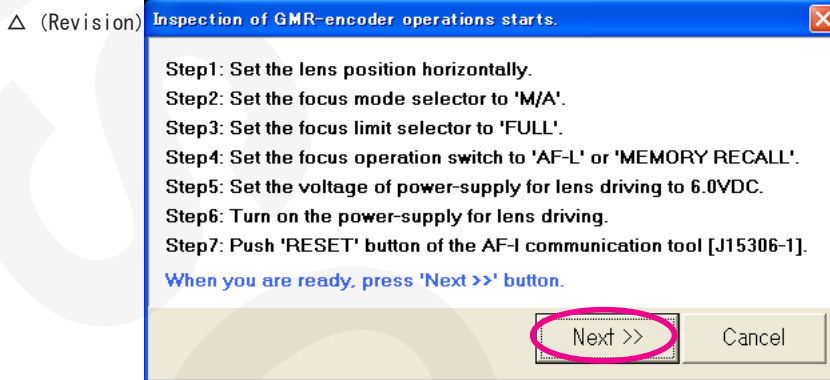 △ (Revision)
Inspection of GMR-encoder operations starts.
Step1: Set the lens position horizontally.
Step2: Set the focus mode selector to 'M/A'.
Step3: Set the focus limit selector to 'FULL'.
Step4: Set the focus operation switch to 'AF-L' or 'MEMORY RECALL'.
Step5: Set the voltage of power-supply for lens driving to 6.0VDC.
Step6: Turn on the power-supply for lens driving.
Step7: Push 'RESET' button of the AF-I communication tool [J15306-1].
When you are ready, press 'Next >>' button.
Next >>
Cancel